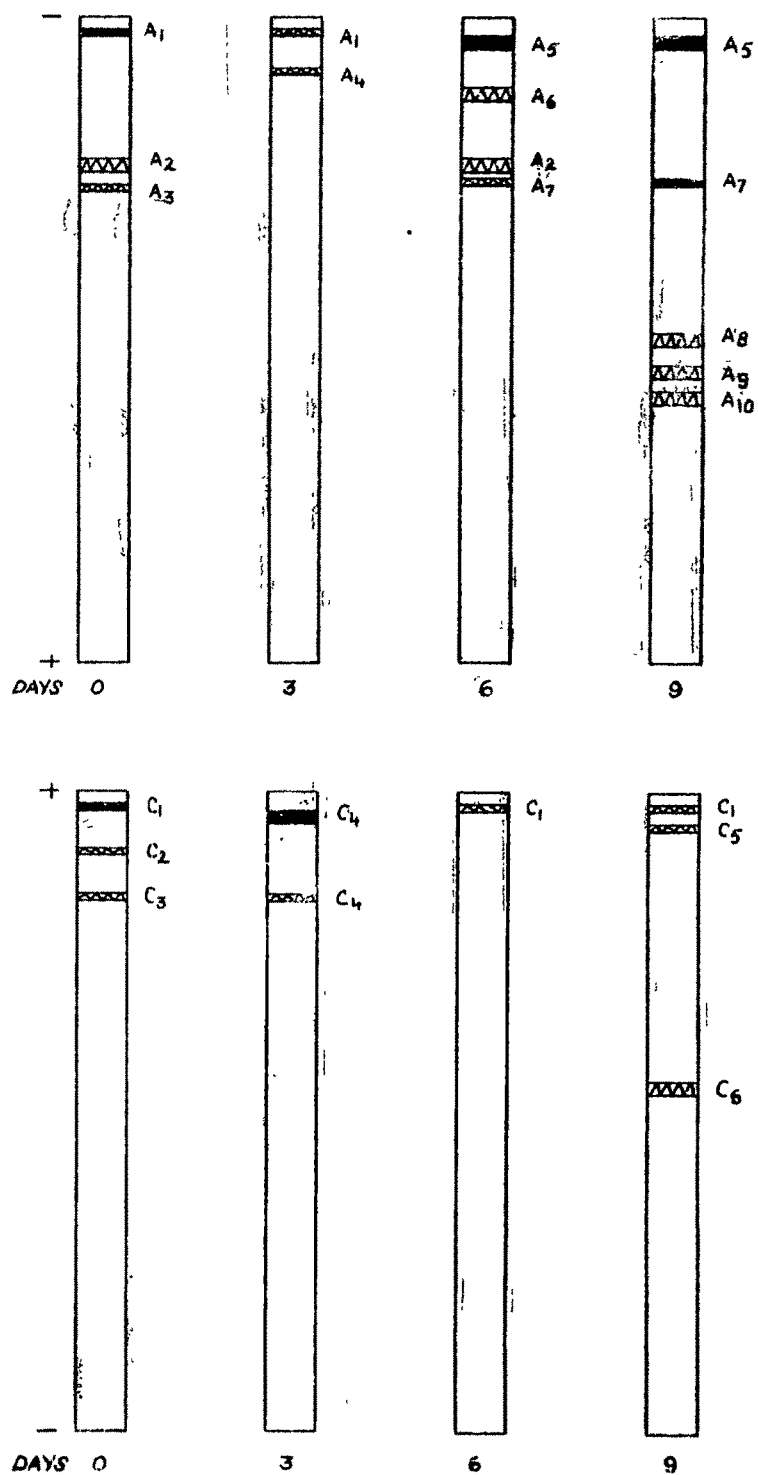 −
A1 A1 A5 A5
A4
A6
A2 A2
A3 A7 A7
A8
A9
A10
+
DAYS 0 3 6 9
+
C1 C4 C1 C1
C2 C5
C3 C4
C6
−
DAYS 0 3 6 9